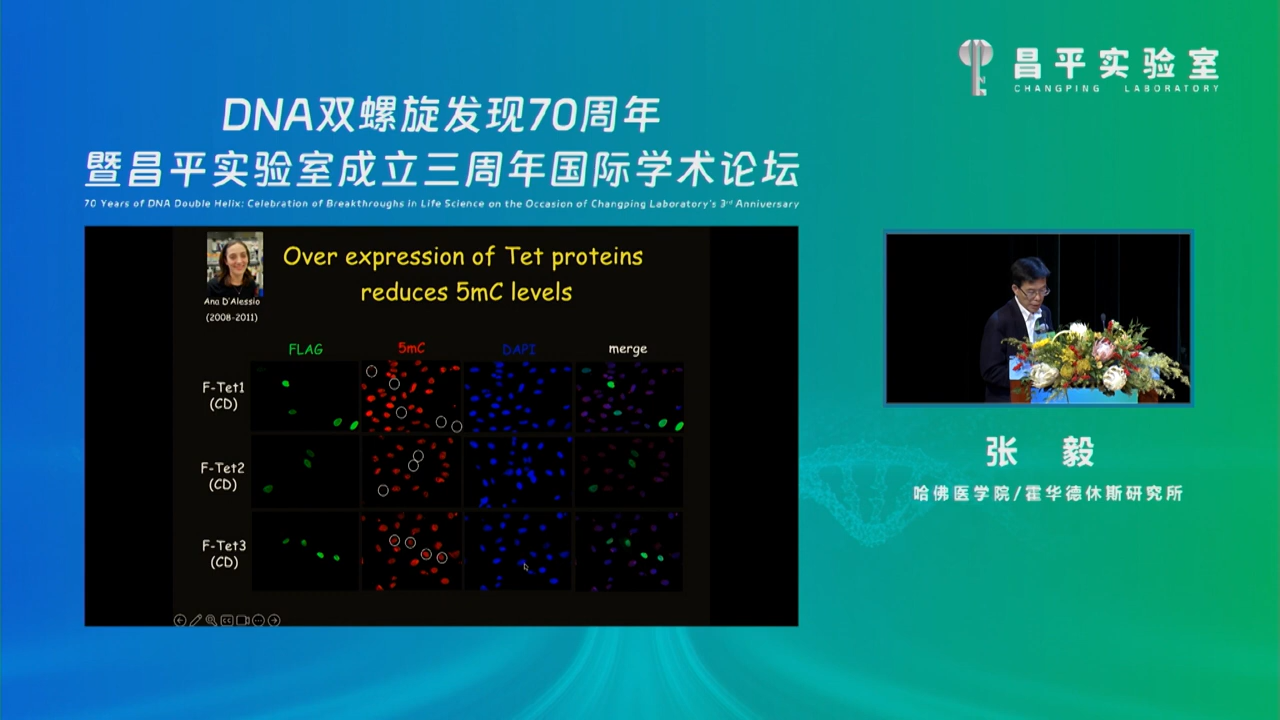 昌平实验室
CHANGPING LABORATORY
DNA双螺旋发现70周年
暨昌平实验室成立三周年国际学术论坛
70 Years of DNA Double Helix: Celebration of Breakthroughs in Life Science on the Occasion of Changping Laboratory's 3rd Anniversary
Over expression of Tet proteins
reduces 5mC levels
Ana D'Alessio
(2008-2011)
FLAG 5mC DAPI merge
F-Tet1
(CD)
F-Tet2
(CD)
F-Tet3
(CD)
张 毅
哈佛医学院/霍华德休斯研究所